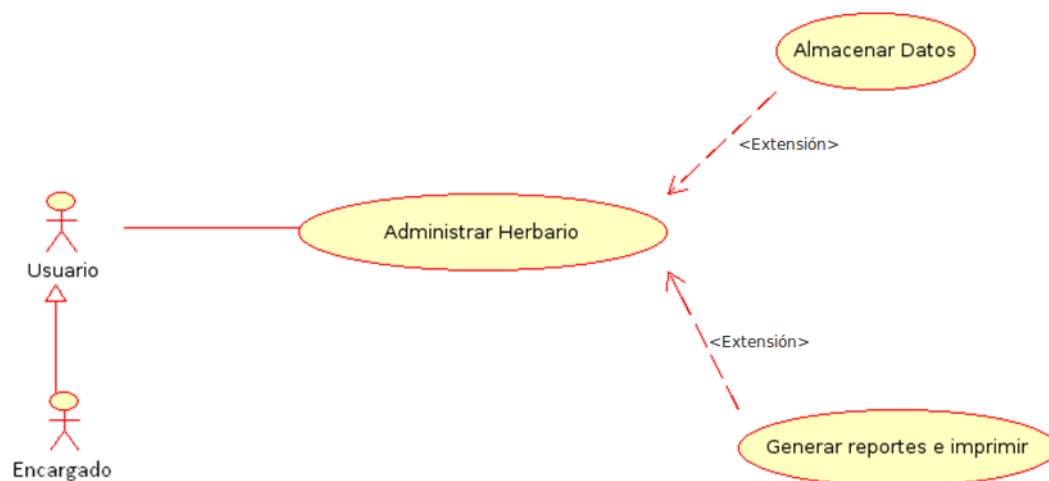 Almacenar Datos
<Extensión>
Administrar Herbario
Usuario
<Extensión>
Generar reportes e imprimir
Encargado